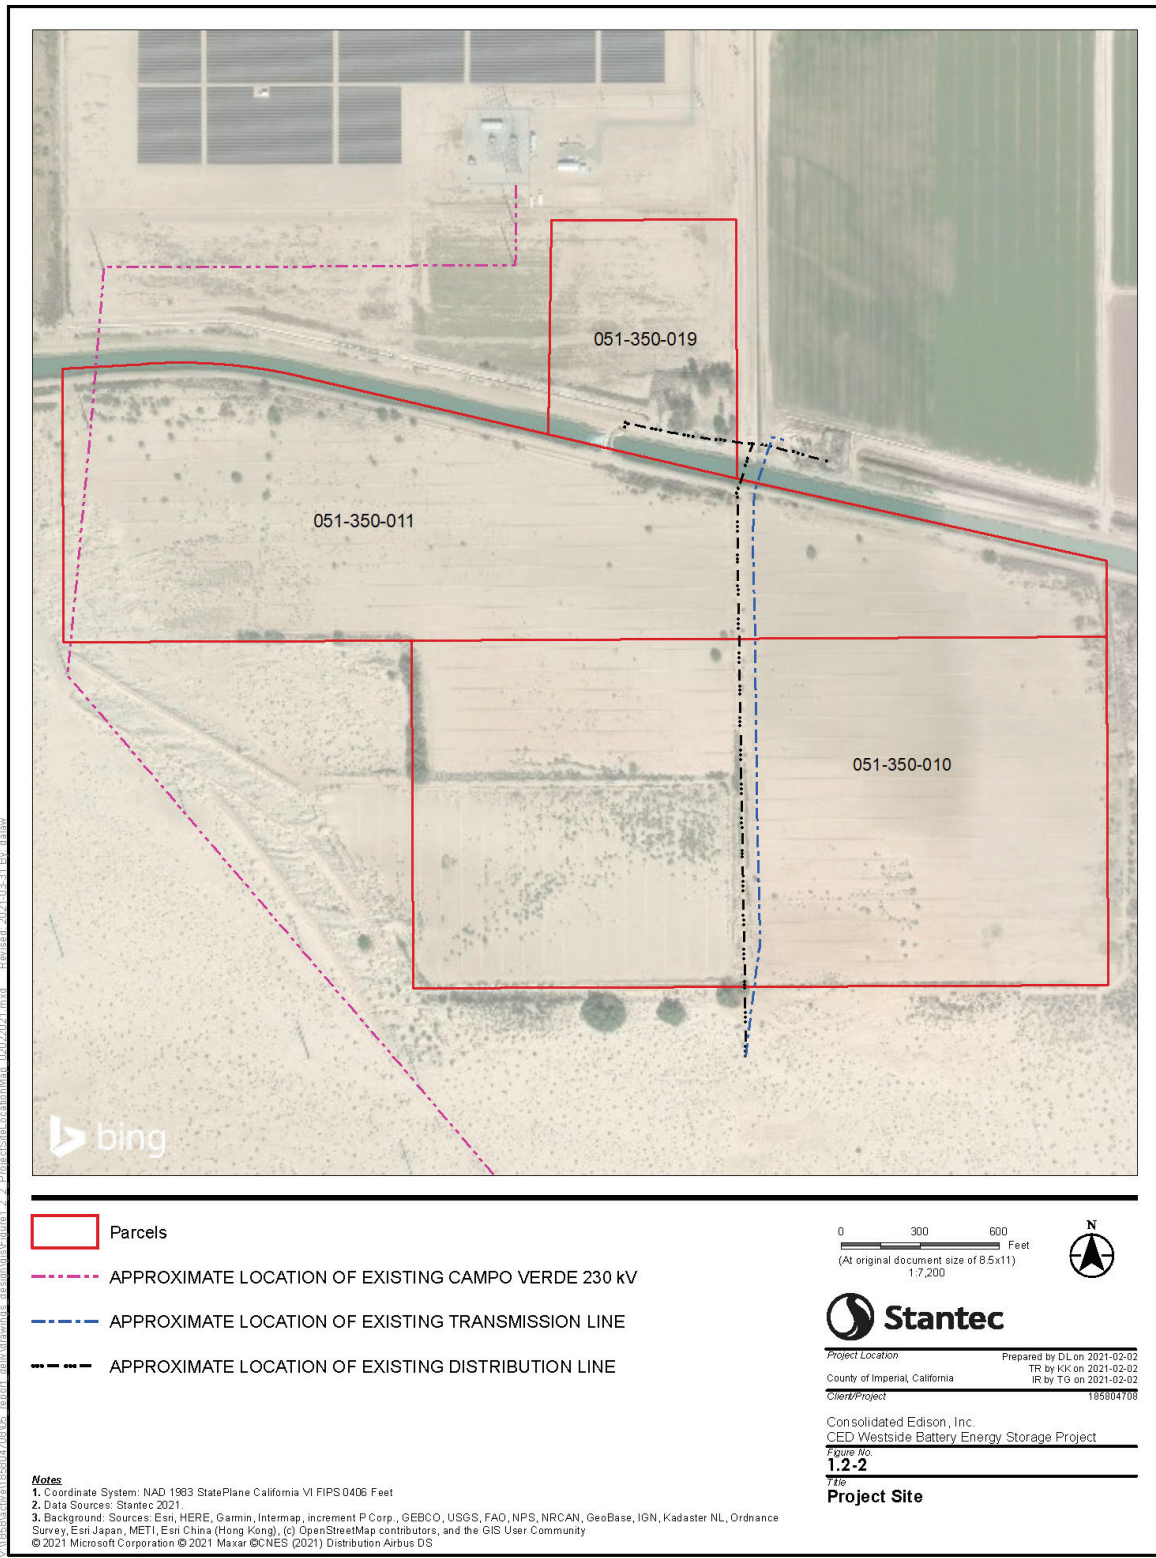 051-350-019
051-350-011
051-350-010
bing
Parcels
APPROXIMATE LOCATION OF EXISTING CAMPO VERDE 230 kV
APPROXIMATE LOCATION OF EXISTING TRANSMISSION LINE
APPROXIMATE LOCATION OF EXISTING DISTRIBUTION LINE
0 300 600
Feet
(At original document size of 8.5x11)
1:7,200
N
Stantec
Project Location
Prepared by DL on 2021-02-02
TR by KK on 2021-02-02
County of Imperial, California
IR by TG on 2021-02-02
Client/Project
185804708
Consolidated Edison, Inc.
CED Westside Battery Energy Storage Project
Figure No.
1.2-2
Title
Project Site
Notes
1. Coordinate System: NAD 1983 StatePlane California VI FIPS 0406 Feet
2. Data Sources: Stantec 2021.
3. Background: Sources: Esri, HERE, Garmin, Intermap, increment P Corp., GEBCO, USGS, FAO, NPS, NRCAN, GeoBase, IGN, Kadaster NL, Ordnance
Survey, Esri Japan, METI, Esri China (Hong Kong), (c) OpenStreetMap contributors, and the GIS User Community
© 2021 Microsoft Corporation © 2021 Maxar ©CNES (2021) Distribution Airbus DS
Revised: 2021-03-31 By: dalaw